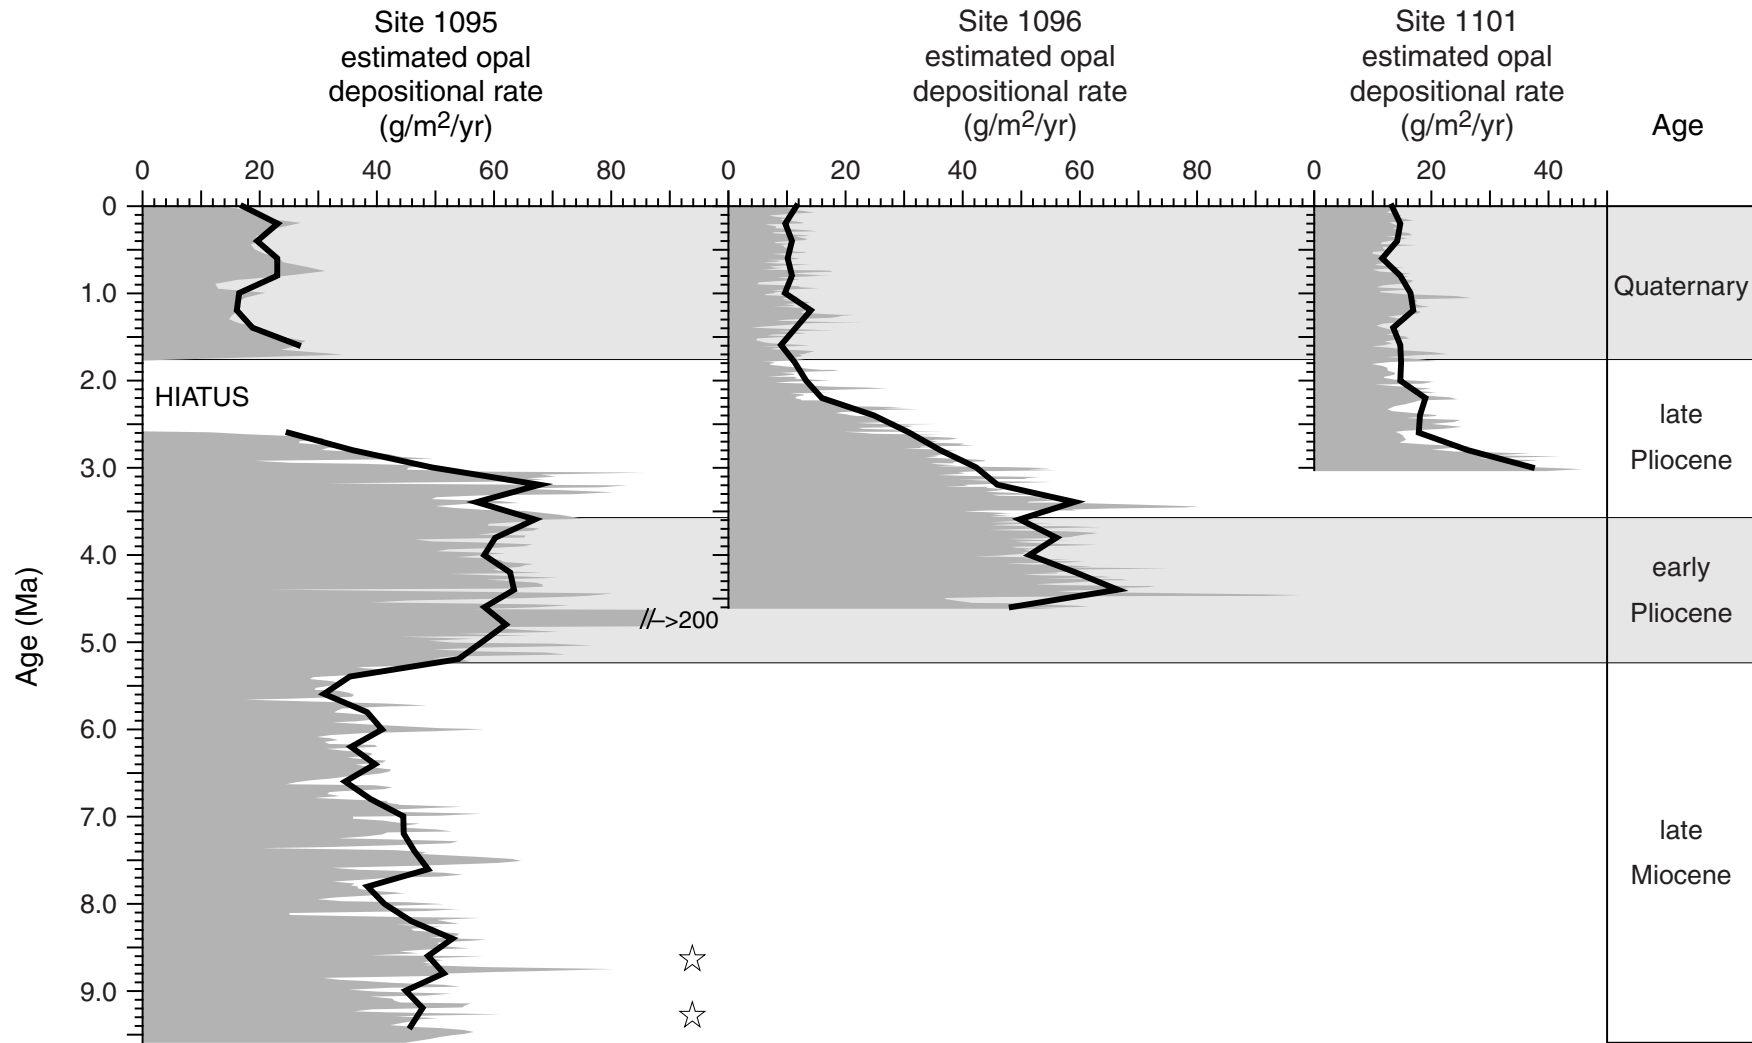 Site 1095
estimated opal
depositional rate
(g/m2/yr)
Site 1096
estimated opal
depositional rate
(g/m2/yr)
Site 1101
estimated opal
depositional rate
(g/m2/yr)
Age
0 20 40 60 80
0 20 40 60 80
0 20 40
0
1.0
2.0
3.0
4.0
5.0
6.0
7.0
8.0
9.0
Age (Ma)
HIATUS
//–>200
☆
☆
Quaternary
late
Pliocene
early
Pliocene
late
Miocene